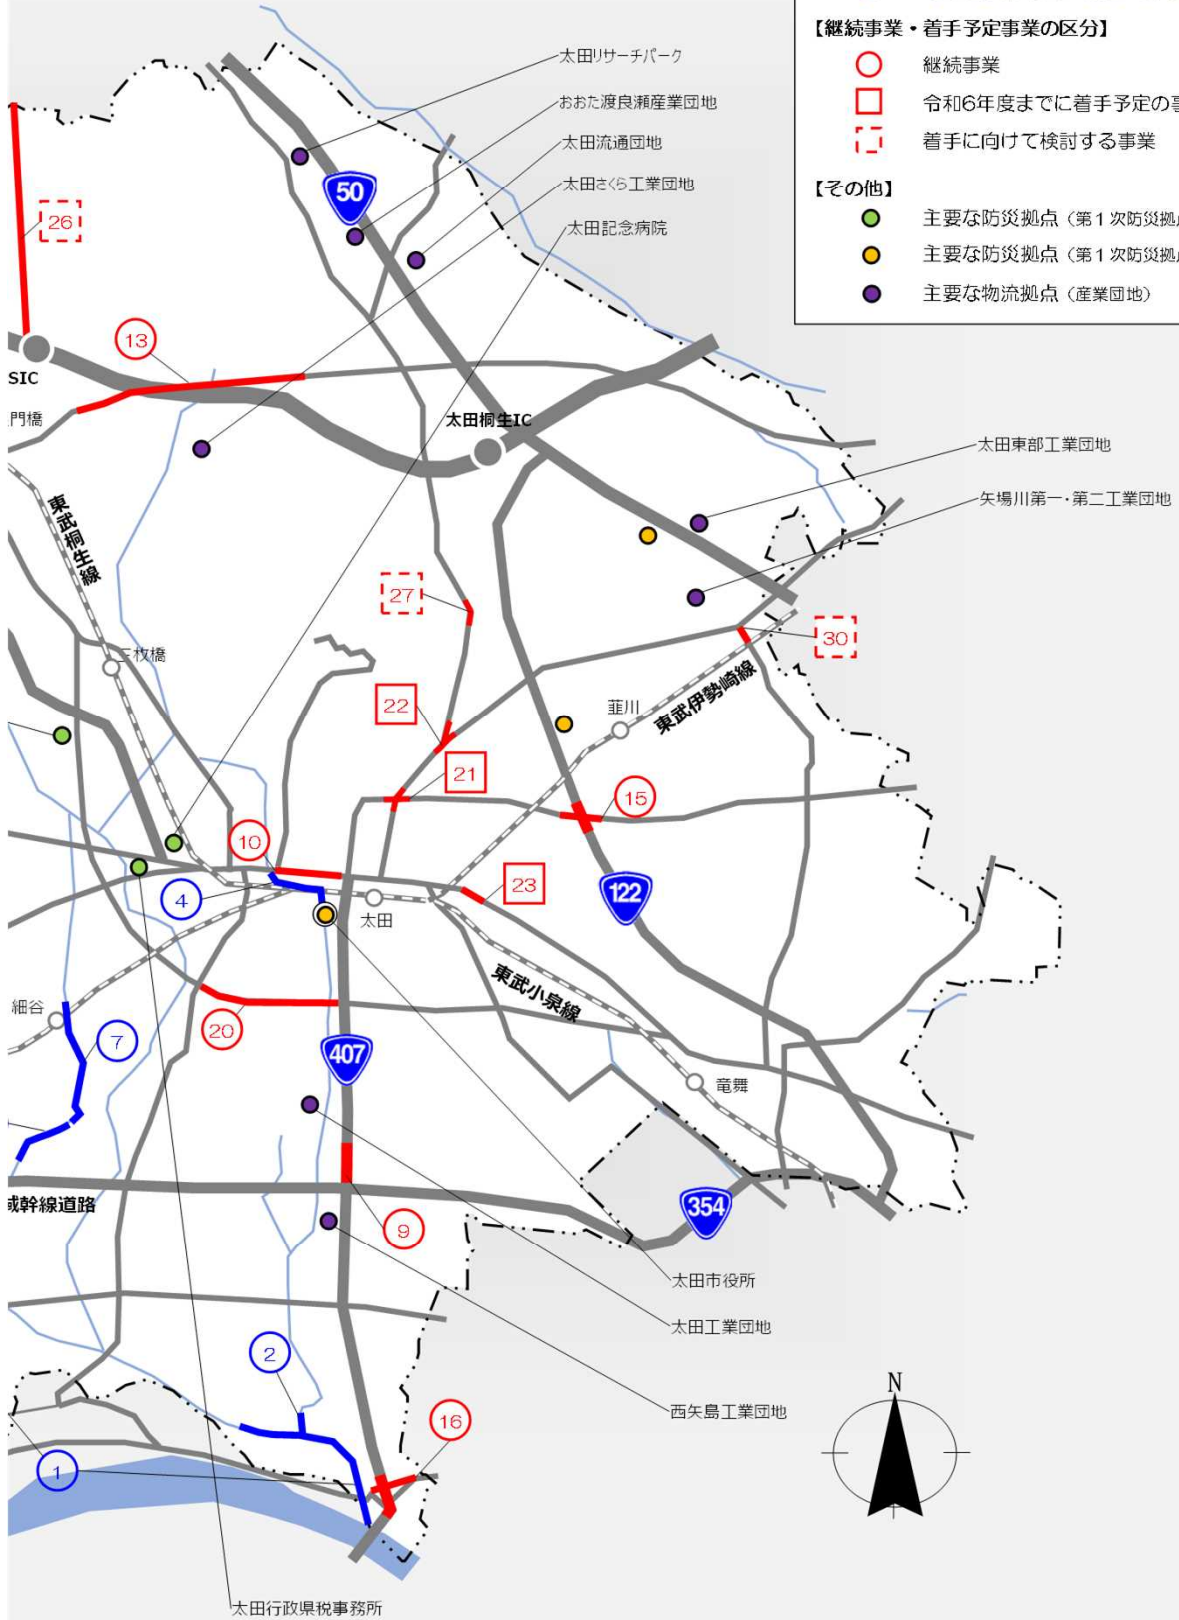 【継続事業・着手予定事業の区分】
継続事業
令和6年度までに着手予定の事
着手に向けて検討する事業
【その他】
主要な防災拠点（第1次防災拠
主要な防災拠点（第1次防災拠
主要な物流拠点（産業団地）
太田リサーチパーク
おおた渡良瀬産業団地
太田流通団地
太田さくら工業団地
太田記念病院
50
26
13
SIC
門橋
太田桐生IC
太田東部工業団地
矢場川第一・第二工業団地
東武桐生線
27
30
三枚橋
22
韮川
東武伊勢崎線
21
15
10
4
23
122
太田
東武小泉線
細谷
7
20
407
竜舞
域幹線道路
9
354
太田市役所
太田工業団地
2
西矢島工業団地
16
1
N
太田行政県税事務所